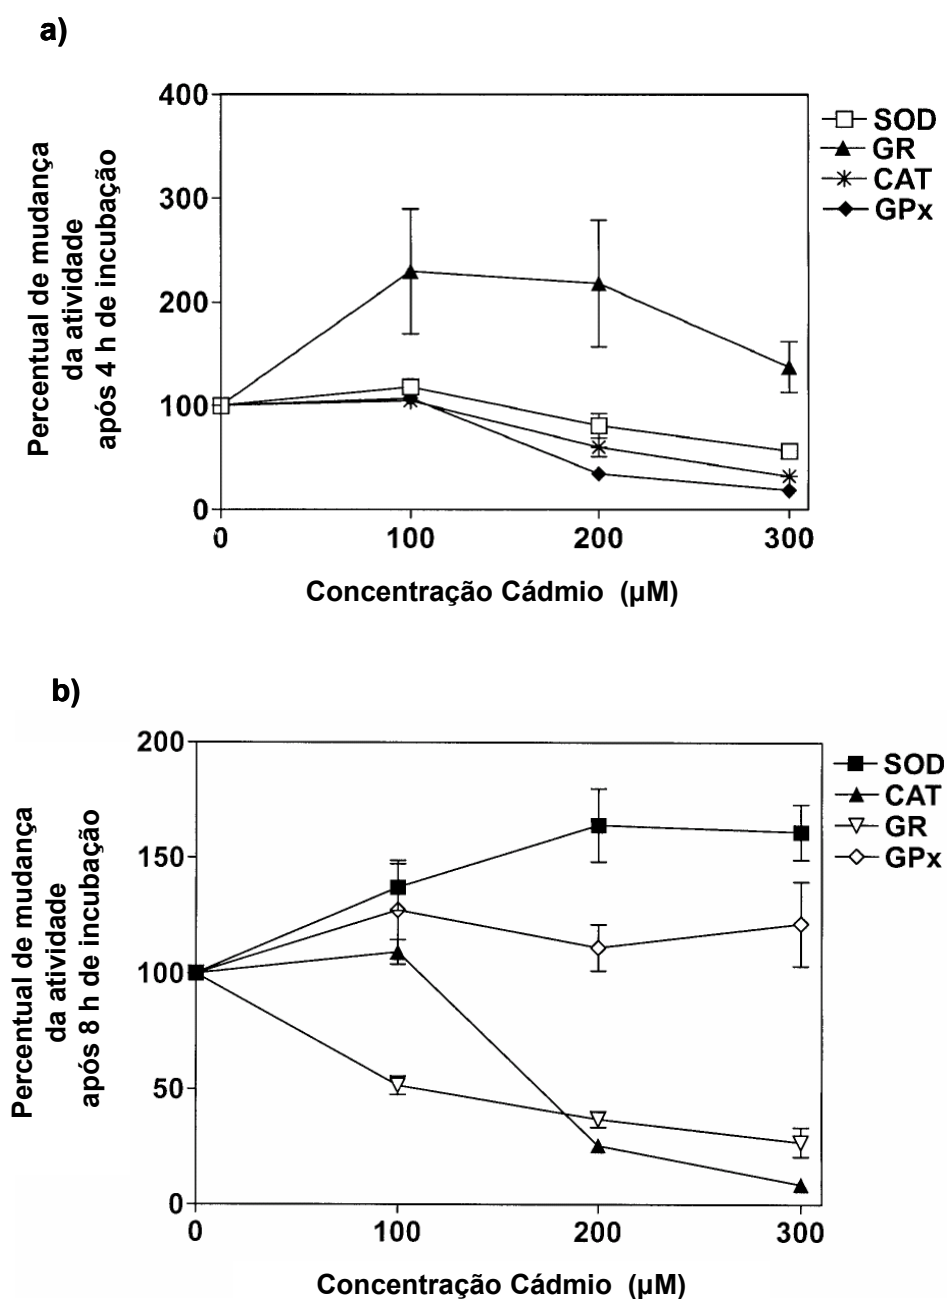 a)
400
300
200
100
0
0 100 200 300
Percentual de mudança
da atividade
após 4 h de incubação
Concentração Cádmio (µM)
SOD
GR
CAT
GPx
b)
200
150
100
50
0
0 100 200 300
Percentual de mudança
da atividade
após 8 h de incubação
Concentração Cádmio (µM)
SOD
CAT
GR
GPx